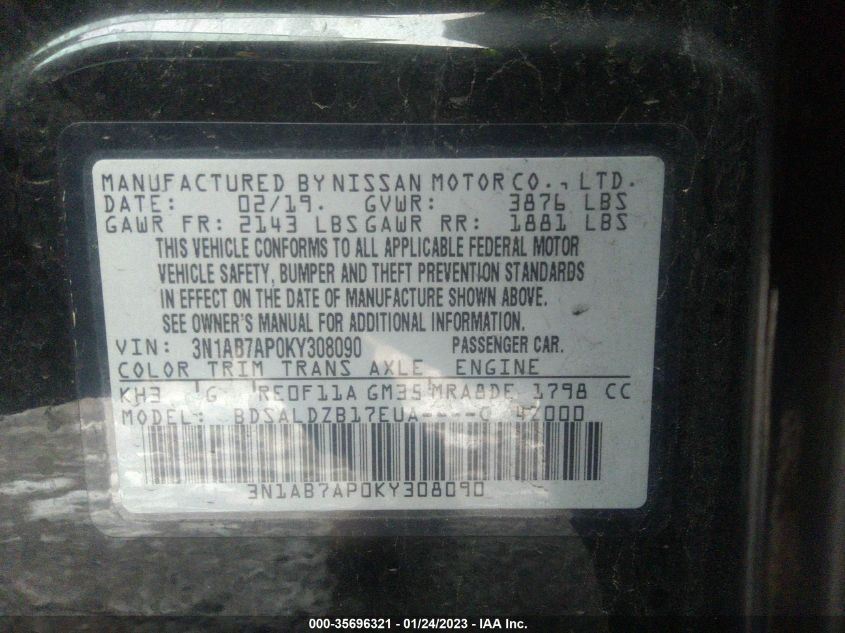 MANUFACTURED BY NISSAN MOTOR CO., LTD.
DATE: 02/19. GVWR: 3876 LBS
GAWR FR: 2143 LBS GAWR RR: 1881 LBS
THIS VEHICLE CONFORMS TO ALL APPLICABLE FEDERAL MOTOR
VEHICLE SAFETY, BUMPER AND THEFT PREVENTION STANDARDS
IN EFFECT ON THE DATE OF MANUFACTURE SHOWN ABOVE.
SEE OWNER'S MANUAL FOR ADDITIONAL INFORMATION.
VIN: 3N1AB7AP0KY308090 PASSENGER CAR.
COLOR TRIM TRANS AXLE ENGINE
KH3 G RE0F11A GM35 MRA8DE 1798 CC
MODEL: BDSALDZB17EUA----C 4Z000
3N1AB7AP0KY308090
000-35696321 - 01/24/2023 - IAA Inc.